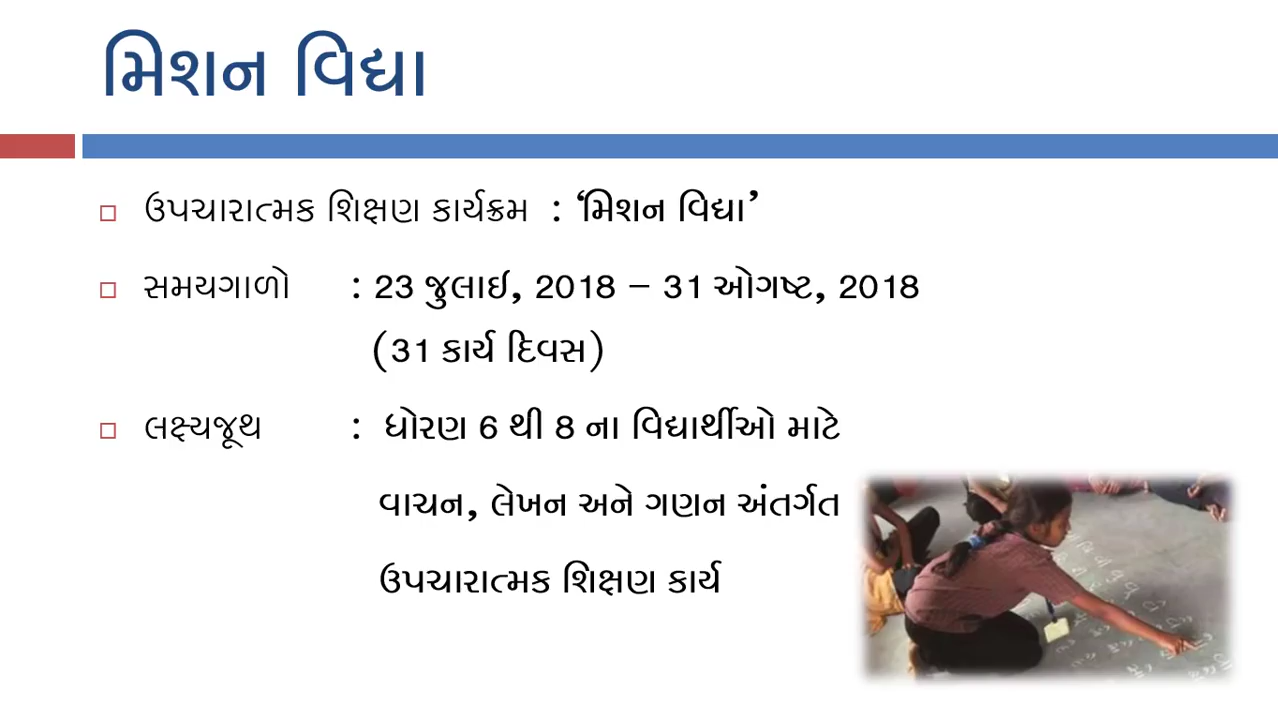 મિશન વિદ્યા
ઉપચારાત્મક શિક્ષણ કાર્યક્રમ : ‘મિશન વિદ્યા’
સમયગાળો : 23 જુલાઈ, 2018 – 31 ઓગષ્ટ, 2018
(31 કાર્ય દિવસ)
લક્ષ્યજૂથ : ધોરણ 6 થી 8 ના વિદ્યાર્થીઓ માટે
વાચન, લેખન અને ગણન અંતર્ગત
ઉપચારાત્મક શિક્ષણ કાર્ય